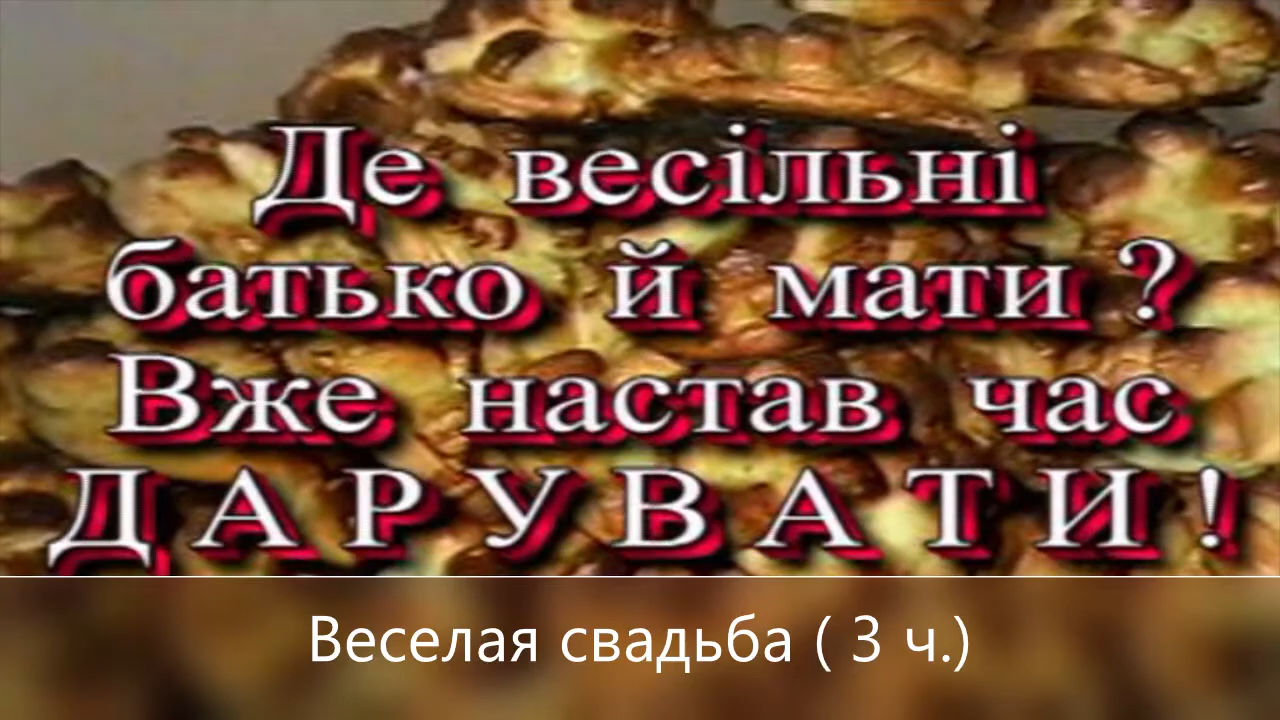 Де весільні
батько й мати ?
Вже настав час
ДАРУВАТИ!
Веселая свадьба ( 3 ч.)